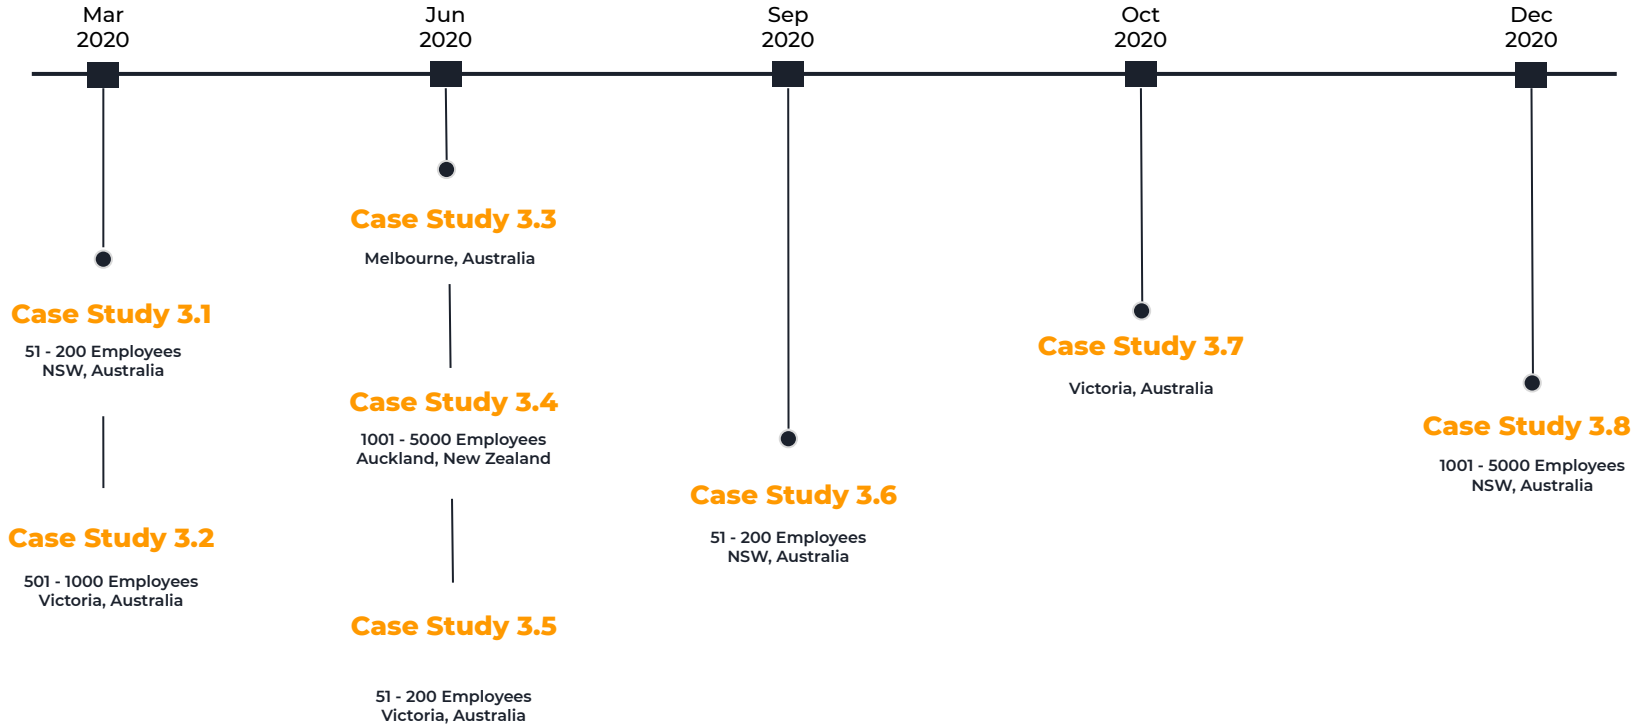 Mar
2020
Jun
2020
Sep
2020
Oct
2020
Dec
2020
Case Study 3.1
51 - 200 Employees
NSW, Australia
Case Study 3.2
501 - 1000 Employees
Victoria, Australia
Case Study 3.3
Melbourne, Australia
Case Study 3.4
1001 - 5000 Employees
Auckland, New Zealand
Case Study 3.5
51 - 200 Employees
Victoria, Australia
Case Study 3.6
51 - 200 Employees
NSW, Australia
Case Study 3.7
Victoria, Australia
Case Study 3.8
1001 - 5000 Employees
NSW, Australia